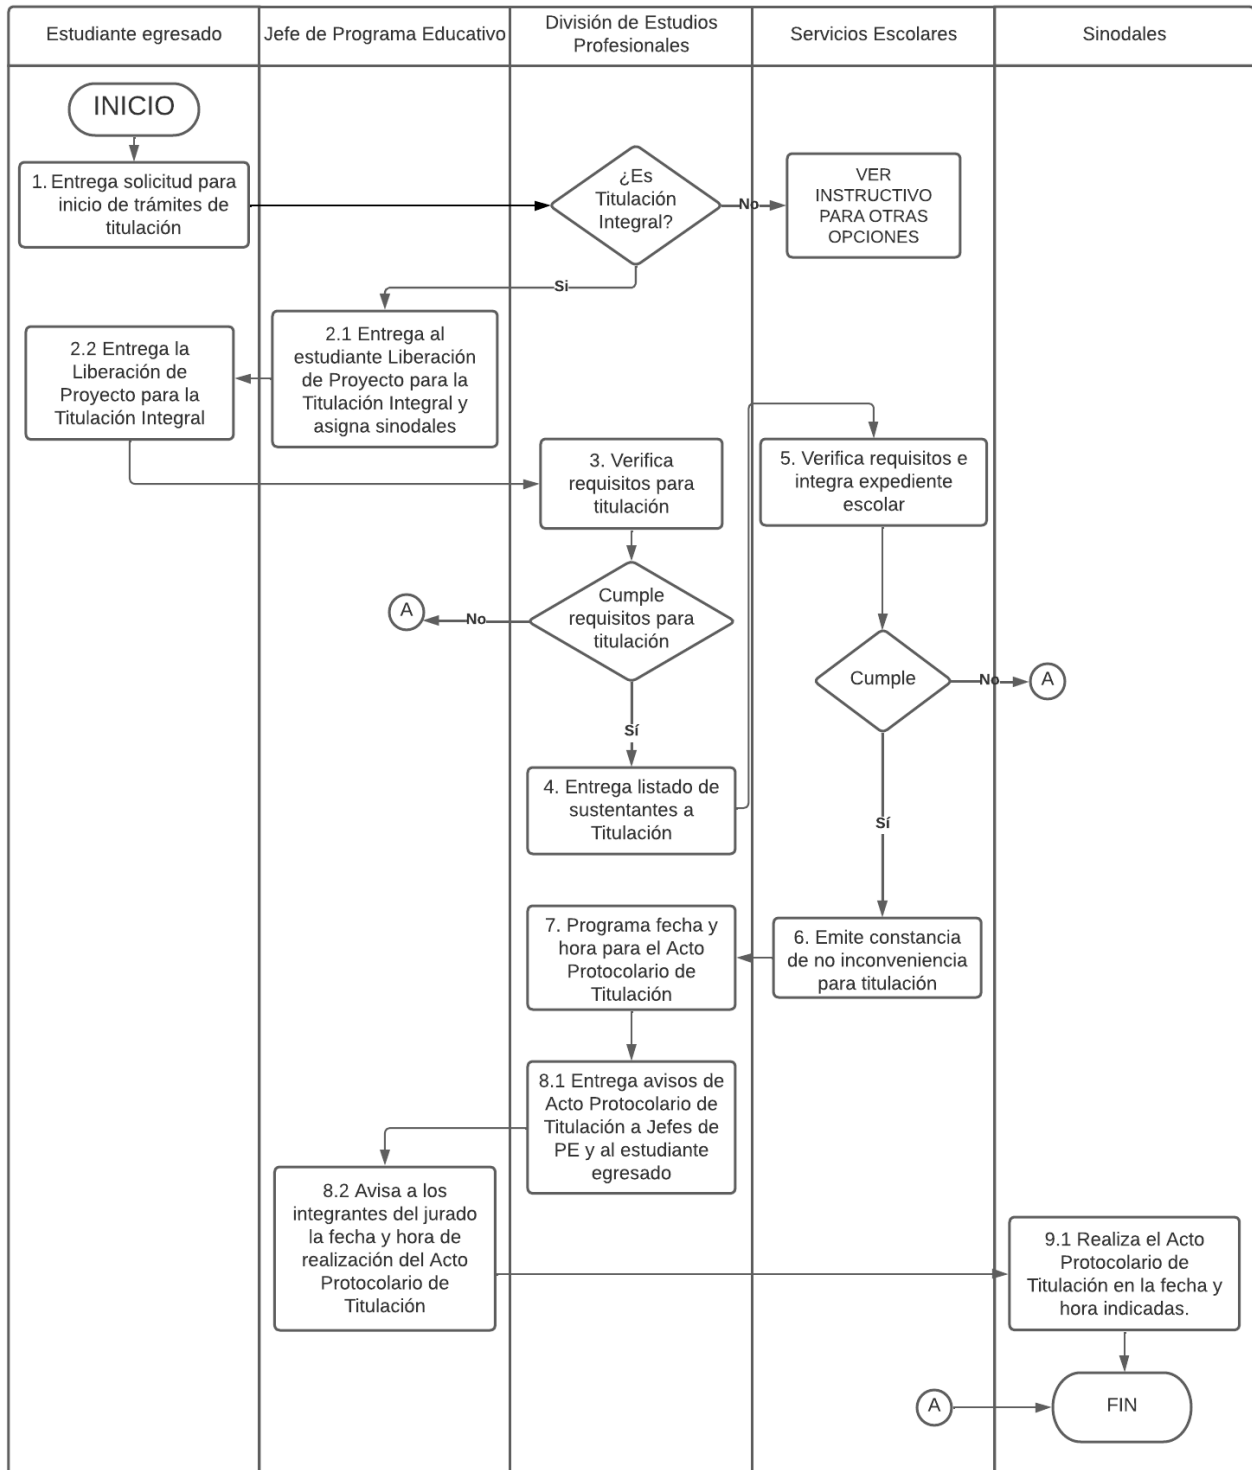 Estudiante egresado
Jefe de Programa Educativo
División de Estudios
Profesionales
Servicios Escolares
Sinodales
INICIO
1. Entrega solicitud para
inicio de trámites de
titulación
¿Es
Titulación
Integral?
No
VER
INSTRUCTIVO
PARA OTRAS
OPCIONES
Si
2.1 Entrega al
estudiante Liberación
de Proyecto para la
Titulación Integral y
asigna sinodales
2.2 Entrega la
Liberación de
Proyecto para la
Titulación Integral
3. Verifica
requisitos para
titulación
Cumple
requisitos para
titulación
No
A
Sí
4. Entrega listado de
sustentantes a
Titulación
5. Verifica requisitos e
integra expediente
escolar
Cumple
No
A
Sí
6. Emite constancia
de no inconveniencia
para titulación
7. Programa fecha y
hora para el Acto
Protocolario de
Titulación
8.1 Entrega avisos de
Acto Protocolario de
Titulación a Jefes de
PE y al estudiante
egresado
8.2 Avisa a los
integrantes del jurado
la fecha y hora de
realización del Acto
Protocolario de
Titulación
9.1 Realiza el Acto
Protocolario de
Titulación en la fecha y
hora indicadas.
A
FIN